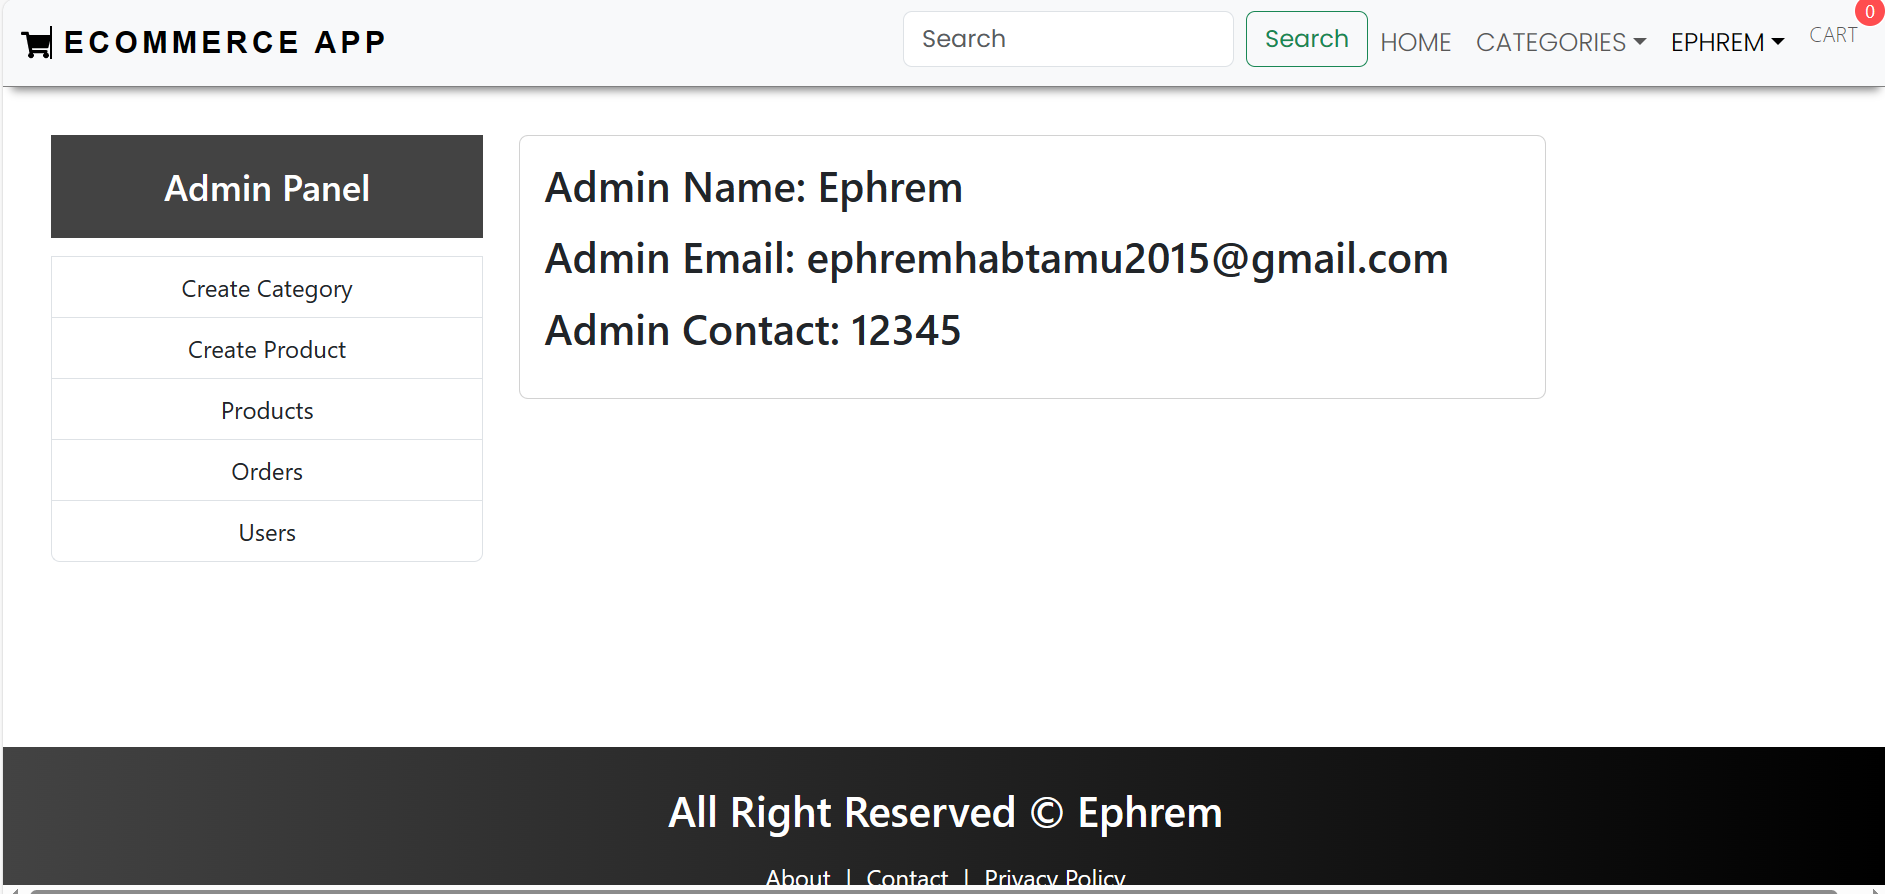 ECOMMERCE APP
Search Search HOME CATEGORIES EPHREM CART 0
Admin Panel
Create Category
Create Product
Products
Orders
Users
Admin Name: Ephrem
Admin Email: ephremhabtamu2015@gmail.com
Admin Contact: 12345
All Right Reserved © Ephrem
About | Contact | Privacy Policy